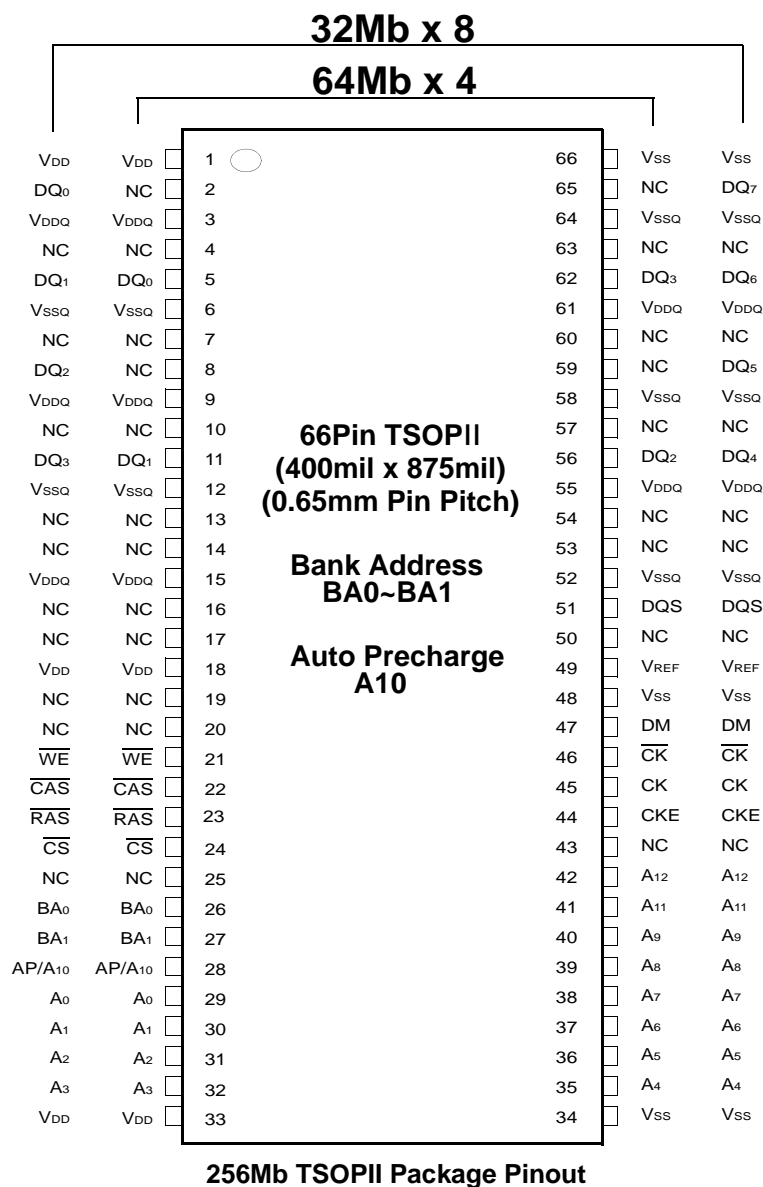 32Mb x 8
64Mb x 4
VDD VDD 1 66 VSS VSS
DQ0 NC 2 65 NC DQ7
VDDQ VDDQ 3 64 VSSQ VSSQ
NC NC 4 63 NC NC
DQ1 DQ0 5 62 DQ3 DQ6
VSSQ VSSQ 6 61 VDDQ VDDQ
NC NC 7 60 NC NC
DQ2 NC 8 59 NC DQ5
VDDQ VDDQ 9 58 VSSQ VSSQ
NC NC 10 57 NC NC
DQ3 DQ1 11 56 DQ2 DQ4
VSSQ VSSQ 12 55 VDDQ VDDQ
NC NC 13 54 NC NC
NC NC 14 53 NC NC
VDDQ VDDQ 15 52 VSSQ VSSQ
NC NC 16 51 DQS DQS
NC NC 17 50 NC NC
VDD VDD 18 49 VREF VREF
NC NC 19 48 VSS VSS
NC NC 20 47 DM DM
WE WE 21 46 CK CK
CAS CAS 22 45 CK CK
RAS RAS 23 44 CKE CKE
CS CS 24 43 NC NC
NC NC 25 42 A12 A12
BA0 BA0 26 41 A11 A11
BA1 BA1 27 40 A9 A9
AP/A10 AP/A10 28 39 A8 A8
A0 A0 29 38 A7 A7
A1 A1 30 37 A6 A6
A2 A2 31 36 A5 A5
A3 A3 32 35 A4 A4
VDD VDD 33 34 VSS VSS
66Pin TSOPII
(400mil x 875mil)
(0.65mm Pin Pitch)
Bank Address
BA0~BA1
Auto Precharge
A10
256Mb TSOPII Package Pinout